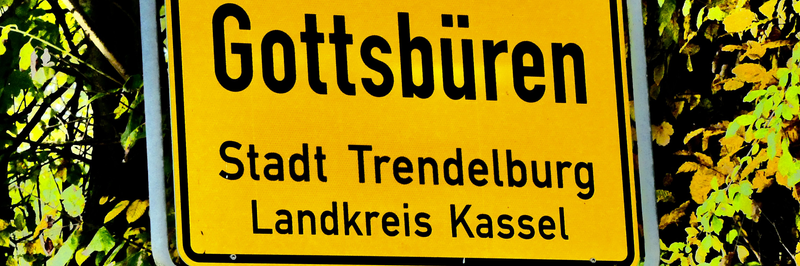 Gottsbüren
Stadt Trendelburg
Landkreis Kassel